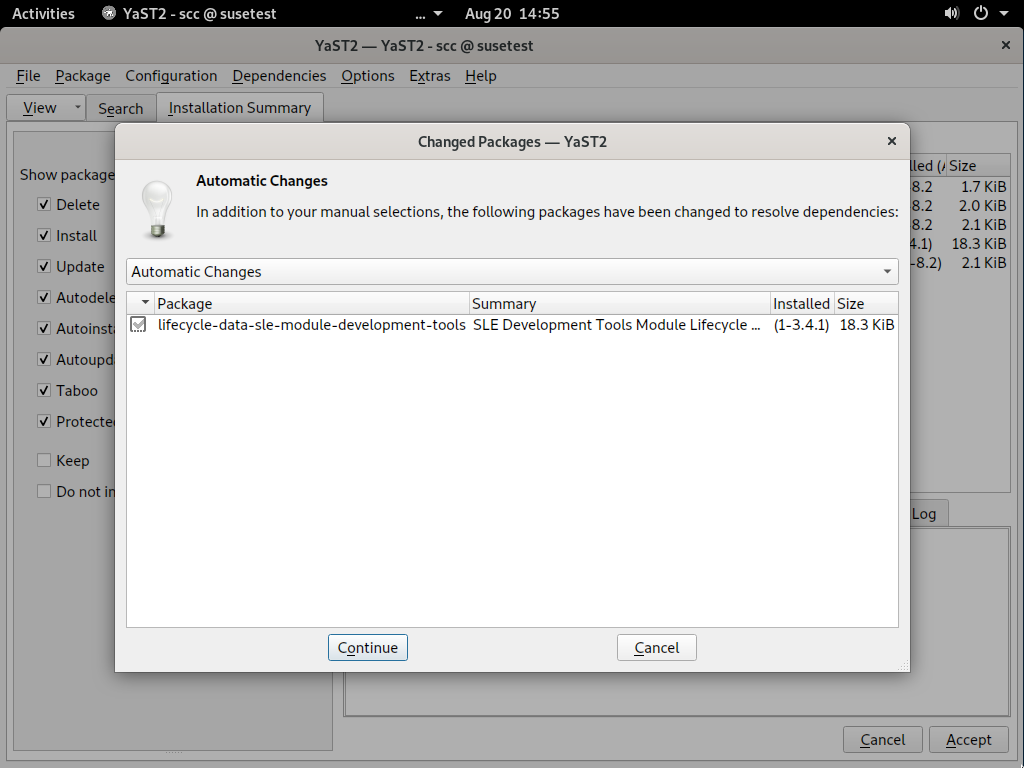 Activities YaST2 - scc @ susetest ... Aug 20 14:55
YaST2 — YaST2 - scc @ susetest
File Package Configuration Dependencies Options Extras Help
View Search Installation Summary
Changed Packages — YaST2
Automatic Changes
In addition to your manual selections, the following packages have been changed to resolve dependencies:
Automatic Changes
Package Summary Installed Size
lifecycle-data-sle-module-development-tools SLE Development Tools Module Lifecycle ... (1-3.4.1) 18.3 KiB
Continue Cancel
Show package
Delete
Install
Update
Autodele
Autoinsta
Autoupda
Taboo
Protected
Keep
Do not in
Size
8.2 1.7 KiB
8.2 2.0 KiB
8.2 2.1 KiB
4.1) 18.3 KiB
-8.2) 2.1 KiB
Log
Cancel Accept